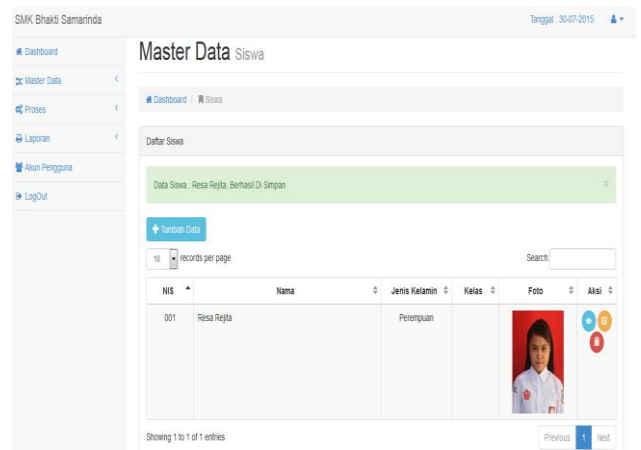 SMK Bhakti Samarinda
Tanggal : 30-07-2015
Dashboard
Master Data
Proses
Laporan
Akun Pengguna
LogOut
Master Data Siswa
Dashboard / Siswa
Daftar Siswa
Data Siswa : Resa Rejita, Berhasil Di Simpan
x
Tambah Data
10 records per page
Search:
NIS Nama Jenis Kelamin Kelas Foto Aksi
001 Resa Rejita Perempuan
Showing 1 to 1 of 1 entries
Previous 1 Next